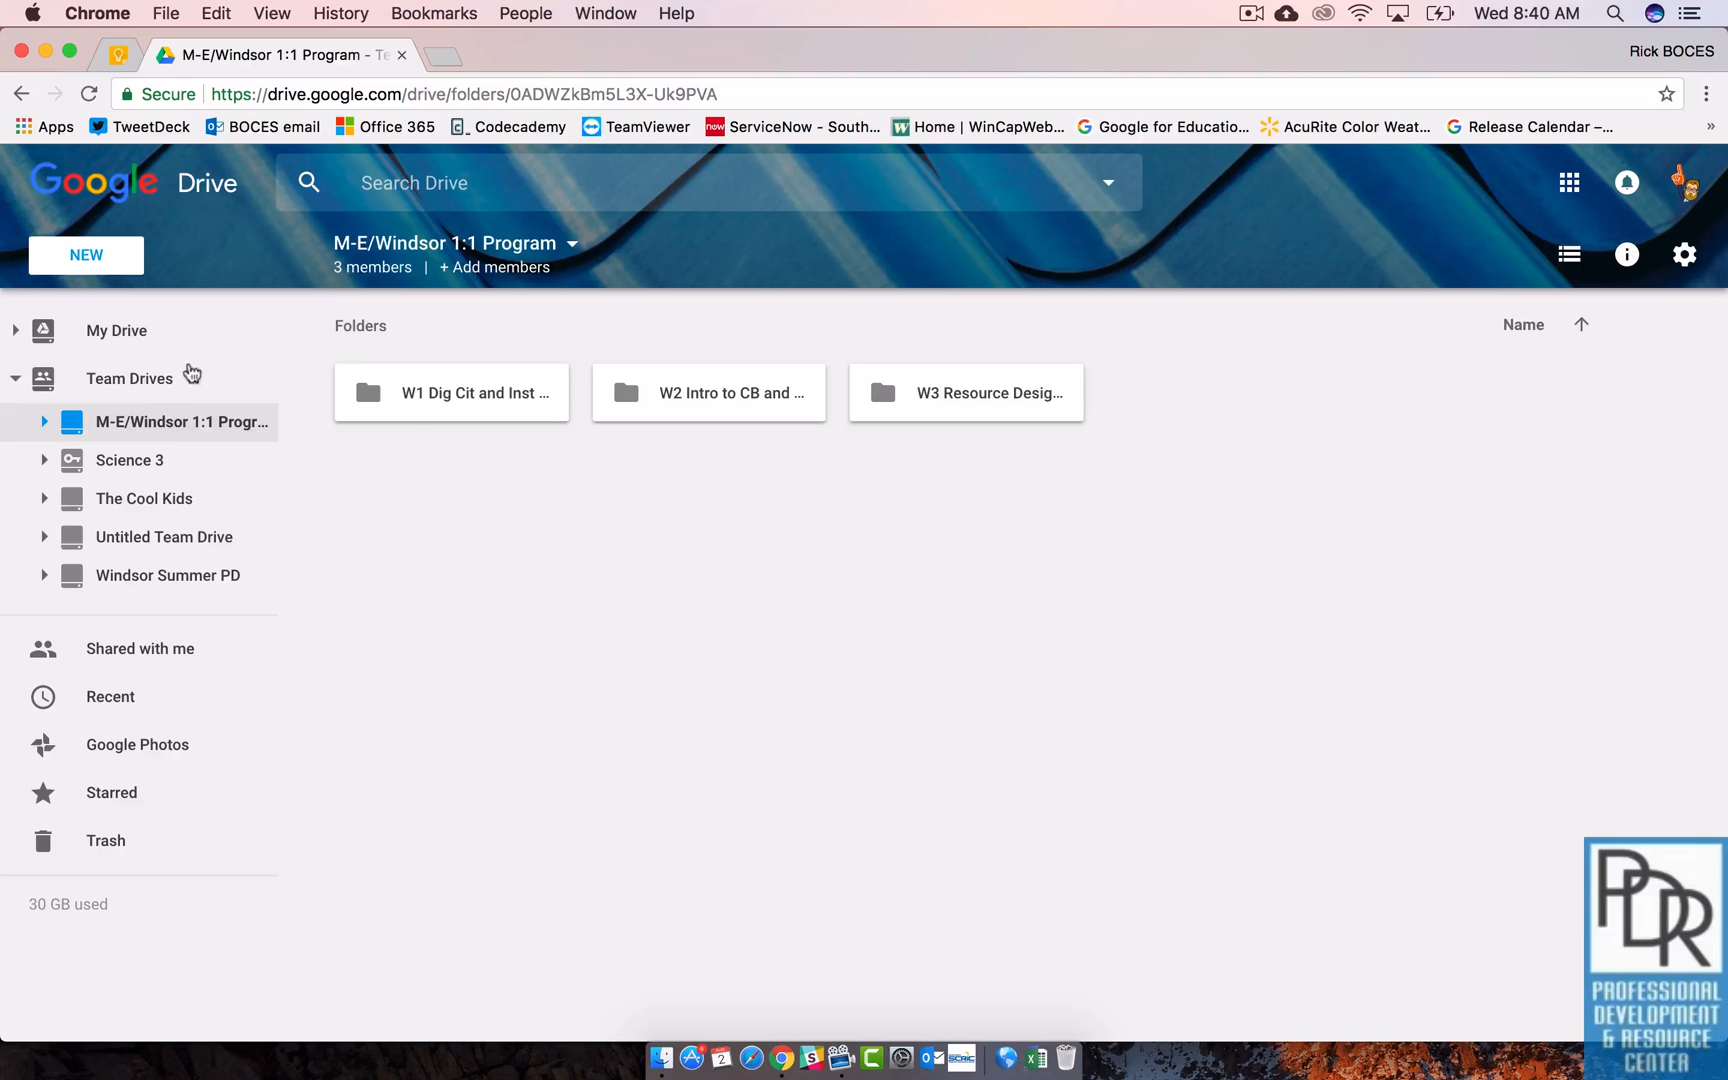 Chrome File Edit View History Bookmarks People Window Help Wed 8:40 AM
M-E/Windsor 1:1 Program - Te
Rick BOCES
Secure https://drive.google.com/drive/folders/0ADWZkBm5L3X-Uk9PVA
Apps TweetDeck BOCES email Office 365 Codecademy TeamViewer ServiceNow - South... Home | WinCapWeb... Google for Educatio... AcuRite Color Weat... Release Calendar –... »
Google Drive Search Drive
NEW
M-E/Windsor 1:1 Program
3 members | + Add members
My Drive
Team Drives
M-E/Windsor 1:1 Progr...
Science 3
The Cool Kids
Untitled Team Drive
Windsor Summer PD
Shared with me
Recent
Google Photos
Starred
Trash
30 GB used
Folders
Name
W1 Dig Cit and Inst ...
W2 Intro to CB and ...
W3 Resource Desig...
PDR
PROFESSIONAL
DEVELOPMENT
& RESOURCE
CENTER